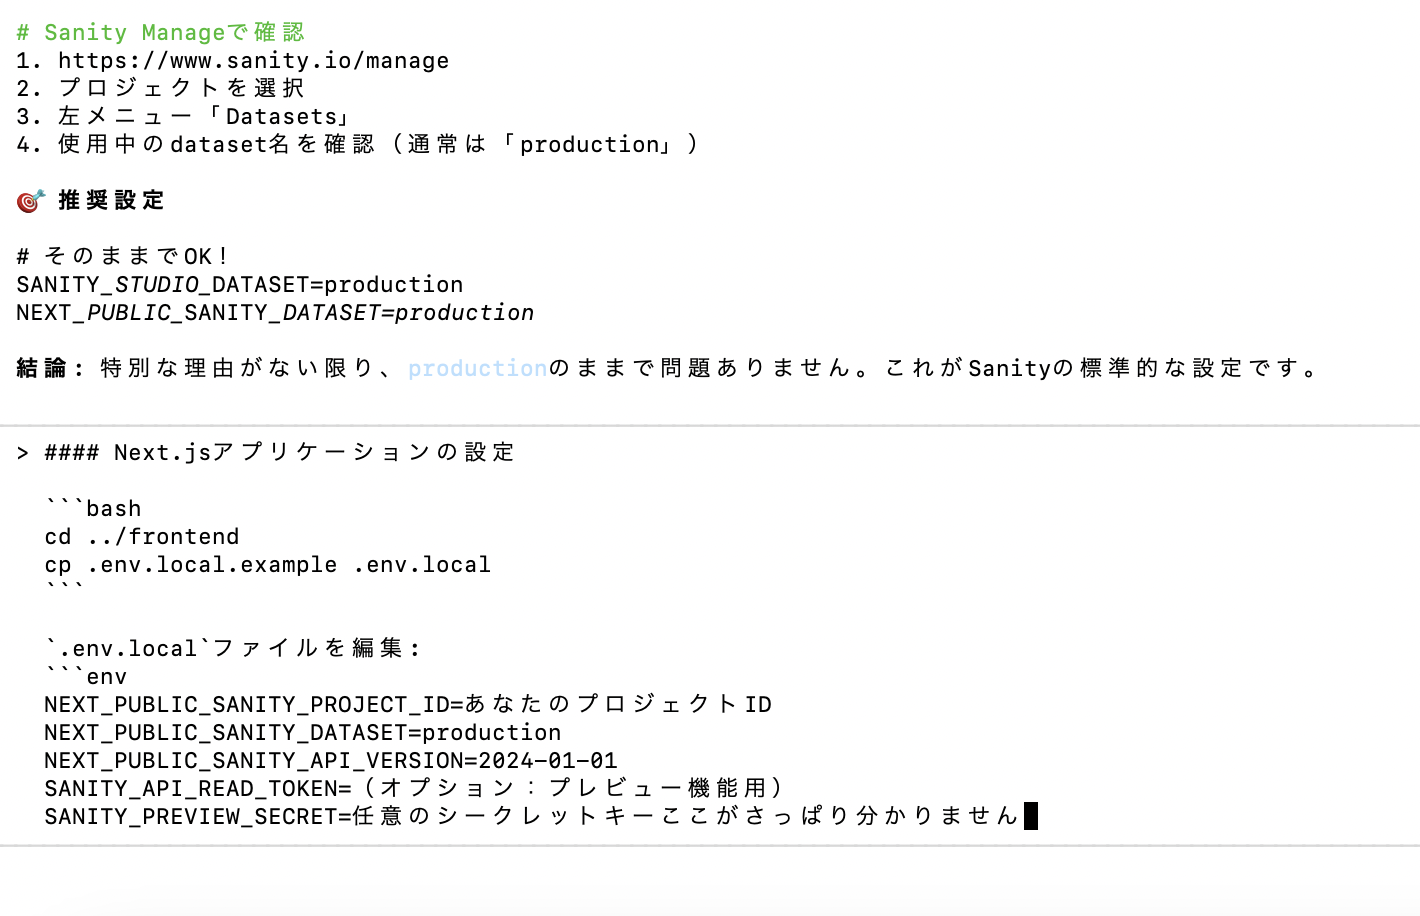 # Sanity Manageで確認
1. https://www.sanity.io/manage
2. プロジェクトを選択
3. 左メニュー「Datasets」
4. 使用中のdataset名を確認（通常は「production」）
🎯 推奨設定
# そのままでOK！
SANITY_STUDIO_DATASET=production
NEXT_PUBLIC_SANITY_DATASET=production
結論: 特別な理由がない限り、productionのままで問題ありません。これがSanityの標準的な設定です。
> #### Next.jsアプリケーションの設定
```bash
cd ../frontend
cp .env.local.example .env.local
```
`.env.local`ファイルを編集:
```env
NEXT_PUBLIC_SANITY_PROJECT_ID=あなたのプロジェクトID
NEXT_PUBLIC_SANITY_DATASET=production
NEXT_PUBLIC_SANITY_API_VERSION=2024-01-01
SANITY_API_READ_TOKEN=（オプション：プレビュー機能用）
SANITY_PREVIEW_SECRET=任意のシークレットキーここがさっぱり分かりません